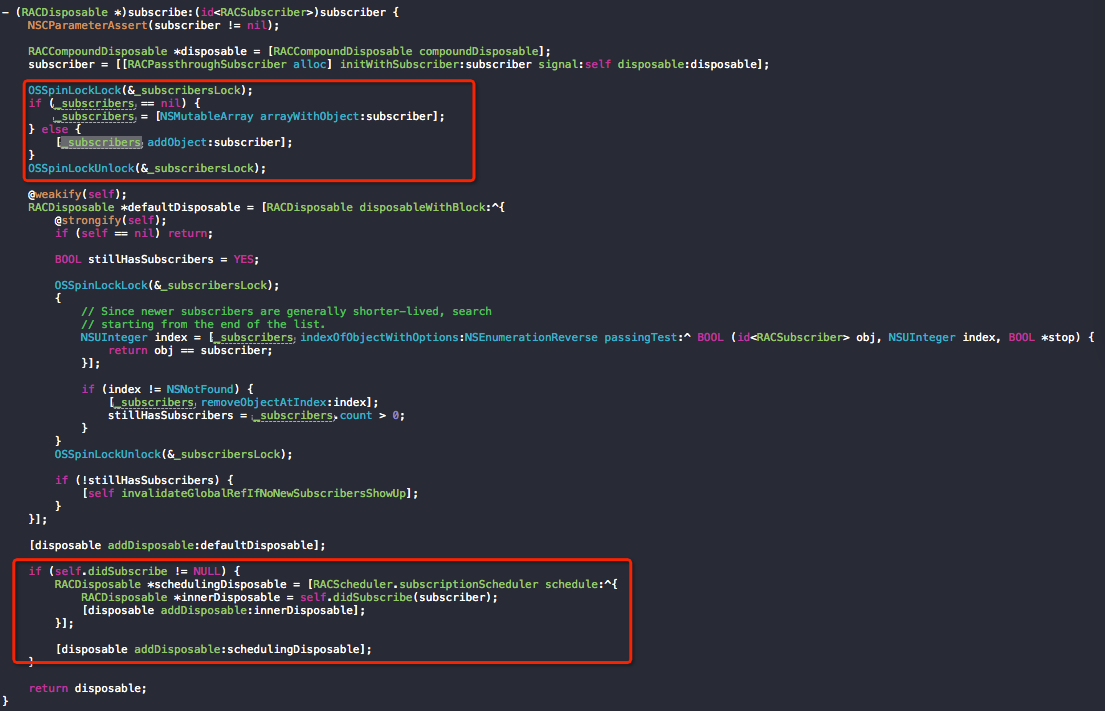 - (RACDisposable *)subscribe:(id<RACSubscriber>)subscriber {
    NSCParameterAssert(subscriber != nil);

    RACCompoundDisposable *disposable = [RACCompoundDisposable compoundDisposable];
    subscriber = [[RACPassthroughSubscriber alloc] initWithSubscriber:subscriber signal:self disposable:disposable];

    OSSpinLockLock(&_subscribersLock);
    if (_subscribers == nil) {
        _subscribers = [NSMutableArray arrayWithObject:subscriber];
    } else {
        [_subscribers addObject:subscriber];
    }
    OSSpinLockUnlock(&_subscribersLock);

    @weakify(self);
    RACDisposable *defaultDisposable = [RACDisposable disposableWithBlock:^{
        @strongify(self);
        if (self == nil) return;

        BOOL stillHasSubscribers = YES;

        OSSpinLockLock(&_subscribersLock);
        {
            // Since newer subscribers are generally shorter-lived, search
            // starting from the end of the list.
            NSUInteger index = [_subscribers indexOfObjectWithOptions:NSEnumerationReverse passingTest:^ BOOL (id<RACSubscriber> obj, NSUInteger index, BOOL *stop) {
                return obj == subscriber;
            }];

            if (index != NSNotFound) {
                [_subscribers removeObjectAtIndex:index];
                stillHasSubscribers = _subscribers.count > 0;
            }
        }
        OSSpinLockUnlock(&_subscribersLock);

        if (!stillHasSubscribers) {
            [self invalidateGlobalRefIfNoNewSubscribersShowUp];
        }
    }];

    [disposable addDisposable:defaultDisposable];

    if (self.didSubscribe != NULL) {
        RACDisposable *schedulingDisposable = [RACScheduler.subscriptionScheduler schedule:^{
            RACDisposable *innerDisposable = self.didSubscribe(subscriber);
            [disposable addDisposable:innerDisposable];
        }];

        [disposable addDisposable:schedulingDisposable];
    }

    return disposable;
}